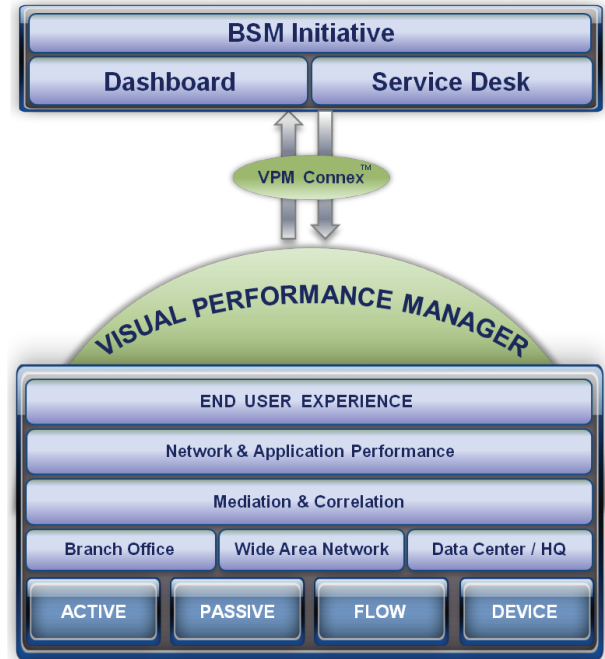 BSM Initiative
Dashboard
Service Desk
VPM Connex™
VISUAL PERFORMANCE MANAGER
END USER EXPERIENCE
Network & Application Performance
Mediation & Correlation
Branch Office
Wide Area Network
Data Center / HQ
ACTIVE
PASSIVE
FLOW
DEVICE